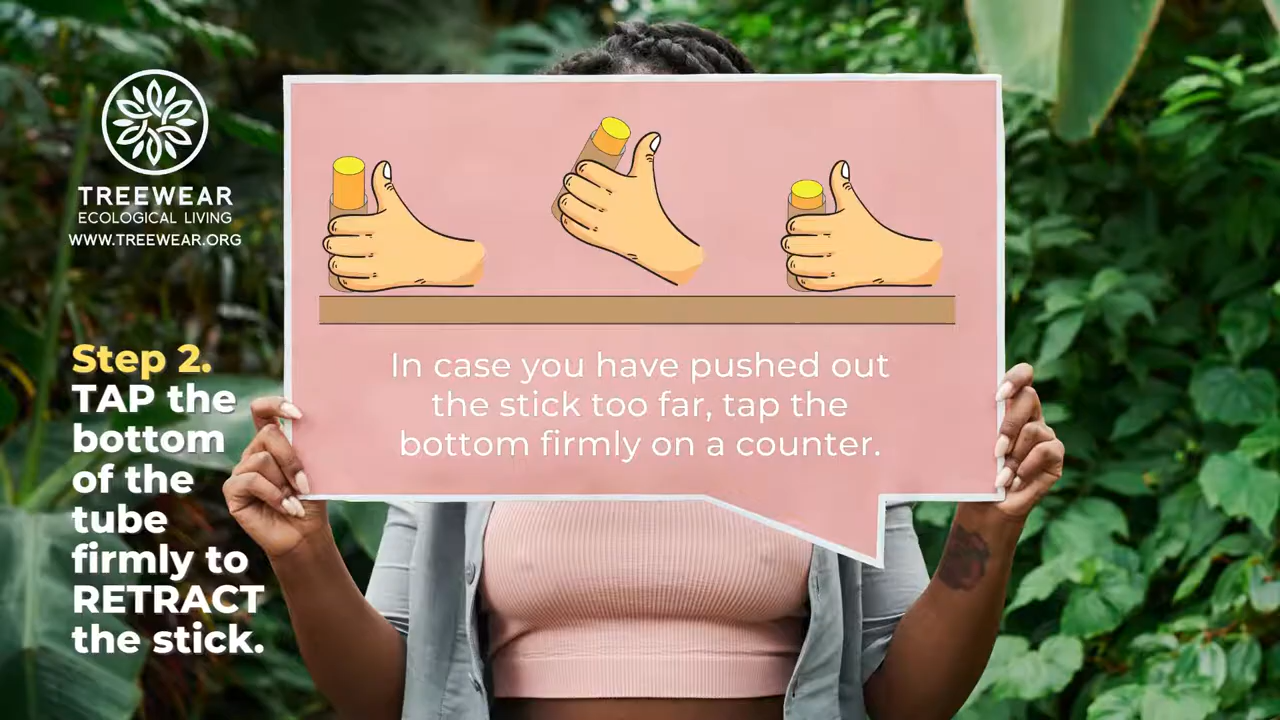 TREEWEAR
ECOLOGICAL LIVING
WWW.TREEWEAR.ORG
Step 2.
TAP the
bottom
of the
tube
firmly to
RETRACT
the stick.
In case you have pushed out
the stick too far, tap the
bottom firmly on a counter.